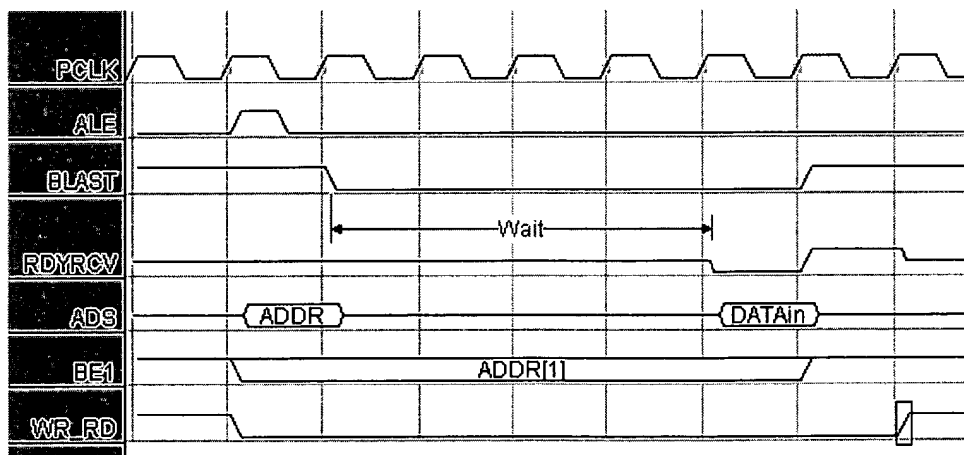 PCLK
ALE
BLAST
Wait
RDYRCV
ADS ADDR DATAin
BE1 ADDR[1]
WR_RD